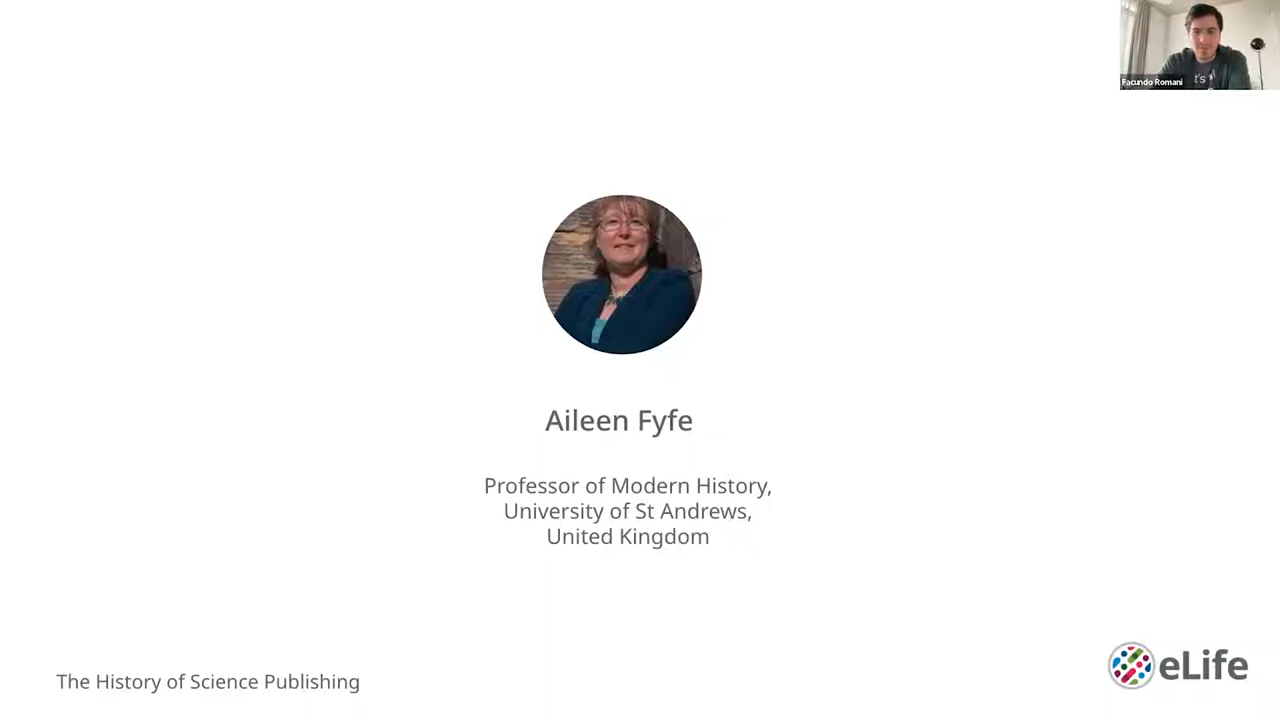 Facundo Romani
t's
Aileen Fyfe
Professor of Modern History,
University of St Andrews,
United Kingdom
The History of Science Publishing
eLife